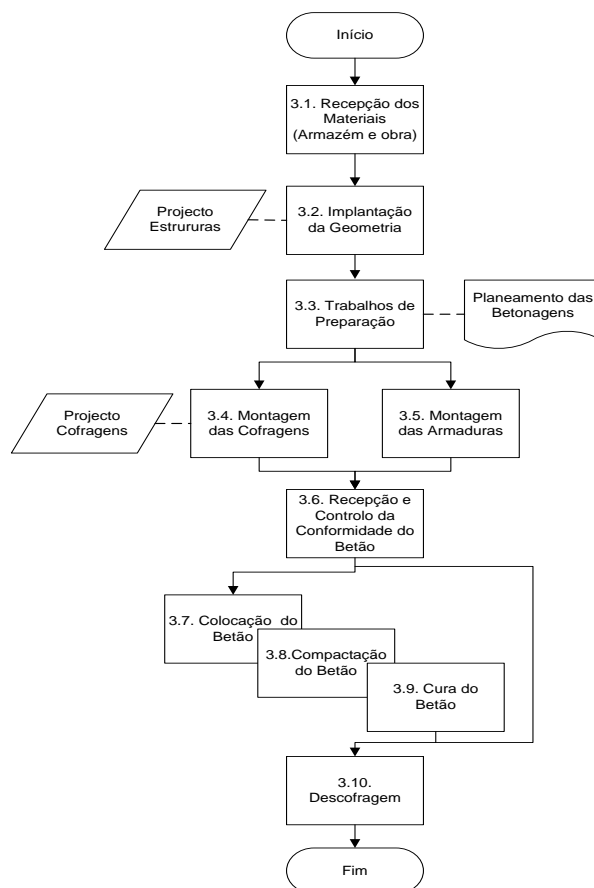 Início
3.1. Recepção dos
Materiais
(Armazém e obra)
Projecto
Estrururas
3.2. Implantação
da Geometria
3.3. Trabalhos de
Preparação
Planeamento das
Betonagens
Projecto
Cofragens
3.4. Montagem
das Cofragens
3.5. Montagem
das Armaduras
3.6. Recepção e
Controlo da
Conformidade do
Betão
3.7. Colocação do
Betão
3.8.Compactação
do Betão
3.9. Cura do
Betão
3.10.
Descofragem
Fim